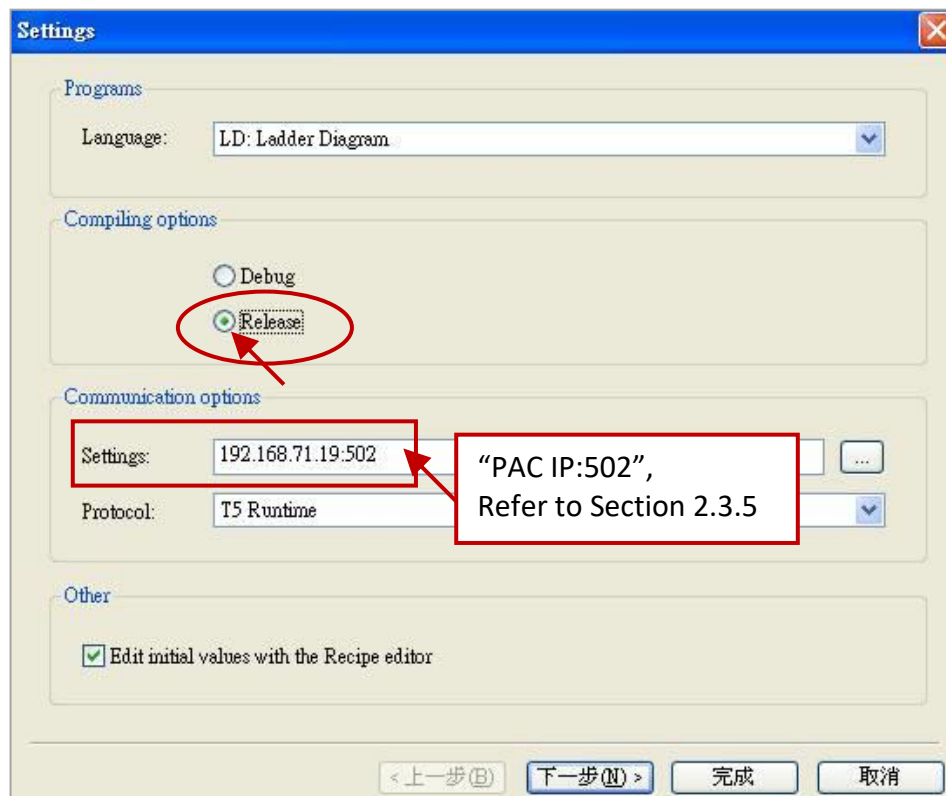 Settings
Programs
Language: LD: Ladder Diagram
Compiling options
Debug
Release
Communication options
Settings: 192.168.71.19:502 ...
“PAC IP:502”,
Refer to Section 2.3.5
Protocol: T5 Runtime
Other
Edit initial values with the Recipe editor
<上一步(B) 下一步(N)> 完成 取消